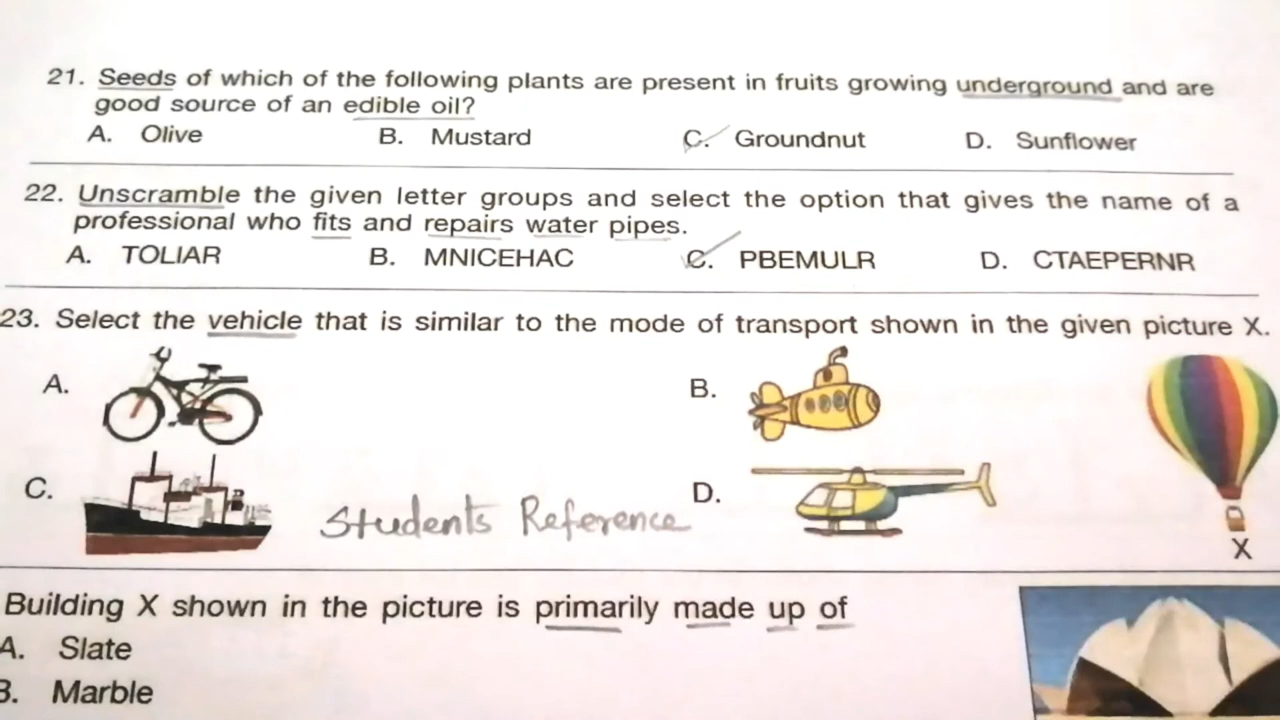 21. Seeds of which of the following plants are present in fruits growing underground and are
good source of an edible oil?
A. Olive B. Mustard C. Groundnut D. Sunflower
22. Unscramble the given letter groups and select the option that gives the name of a
professional who fits and repairs water pipes.
A. TOLIAR B. MNICEHAC C. PBEMULR D. CTAEPERNR
23. Select the vehicle that is similar to the mode of transport shown in the given picture X.
A. B.
C. Students Reference D.
X
Building X shown in the picture is primarily made up of
A. Slate
B. Marble